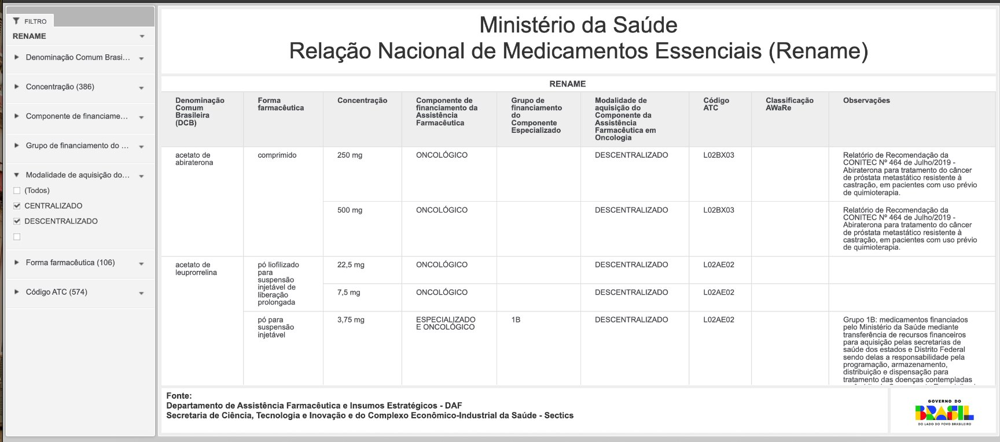 FILTRO
RENAME
Denominação Comum Brasi...
Concentração (386)
Componente de financiame...
Grupo de financiamento do ...
Modalidade de aquisição do...
(Todos)
CENTRALIZADO
DESCENTRALIZADO
Forma farmacêutica (106)
Código ATC (574)
Ministério da Saúde
Relação Nacional de Medicamentos Essenciais (Rename)
RENAME
Denominação
Comum
Brasileira
(DCB)
Forma
farmacêutica
Concentração
Componente de
financiamento da
Assistência
Farmacêutica
Grupo de
financiamento
do
Componente
Especializado
Modalidade de
aquisição do
Componente da
Assistência
Farmacêutica em
Oncologia
Código
ATC
Classificação
AWaRe
Observações
acetato de
abiraterona
comprimido
250 mg
ONCOLÓGICO
DESCENTRALIZADO
L02BX03
Relatório de Recomendação da
CONITEC Nº 464 de Julho/2019 -
Abiraterona para tratamento do câncer
de próstata metastático resistente à
castração, em pacientes com uso prévio
de quimioterapia.
500 mg
ONCOLÓGICO
DESCENTRALIZADO
L02BX03
Relatório de Recomendação da
CONITEC Nº 464 de Julho/2019 -
Abiraterona para tratamento do câncer
de próstata metastático resistente à
castração, em pacientes com uso prévio
de quimioterapia.
acetato de
leuprorrelina
pó liofilizado
para
suspensão
injetável de
liberação
prolongada
22,5 mg
ONCOLÓGICO
DESCENTRALIZADO
L02AE02
7,5 mg
ONCOLÓGICO
DESCENTRALIZADO
L02AE02
pó para
suspensão
injetável
3,75 mg
ESPECIALIZADO
E ONCOLÓGICO
1B
DESCENTRALIZADO
L02AE02
Grupo 1B: medicamentos financiados
pelo Ministério da Saúde mediante
transferência de recursos financeiros
para aquisição pelas secretarias de
saúde dos estados e Distrito Federal
sendo delas a responsabilidade pela
programação, armazenamento,
distribuição e dispensação para
tratamento das doenças contempladas
Fonte:
Departamento de Assistência Farmacêutica e Insumos Estratégicos - DAF
Secretaria de Ciência, Tecnologia e Inovação e do Complexo Econômico-Industrial da Saúde - Sectics
GOVERNO DO
BRASIL
DO LADO DO POVO BRASILEIRO